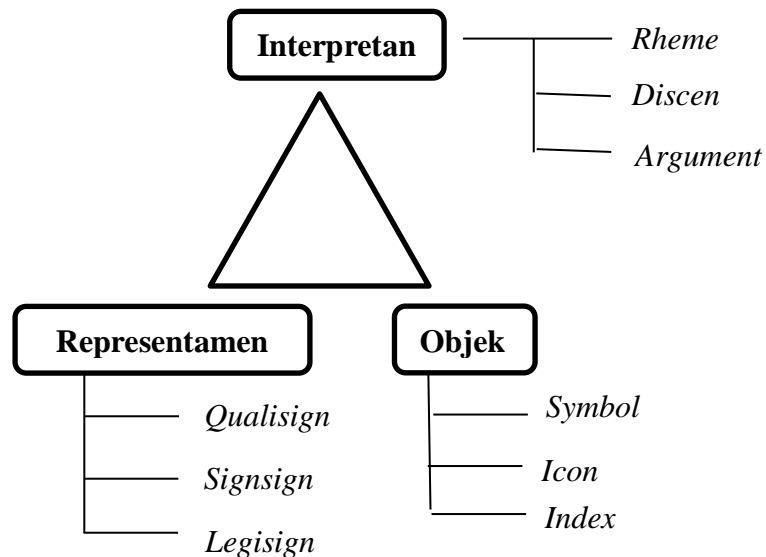 Interpretan
Rheme
Discen
Argument
Representamen
Qualisign
Signsign
Legisign
Objek
Symbol
Icon
Index